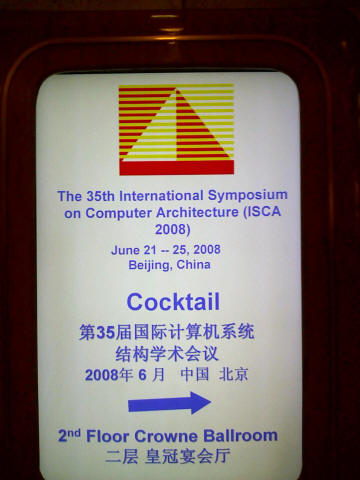 The 35th International Symposium
on Computer Architecture (ISCA
2008)
June 21 -- 25, 2008
Beijing, China
Cocktail
第35届国际计算机系统
结构学术会议
2008年 6 月 中国 北京
2nd Floor Crowne Ballroom
二层 皇冠宴会厅